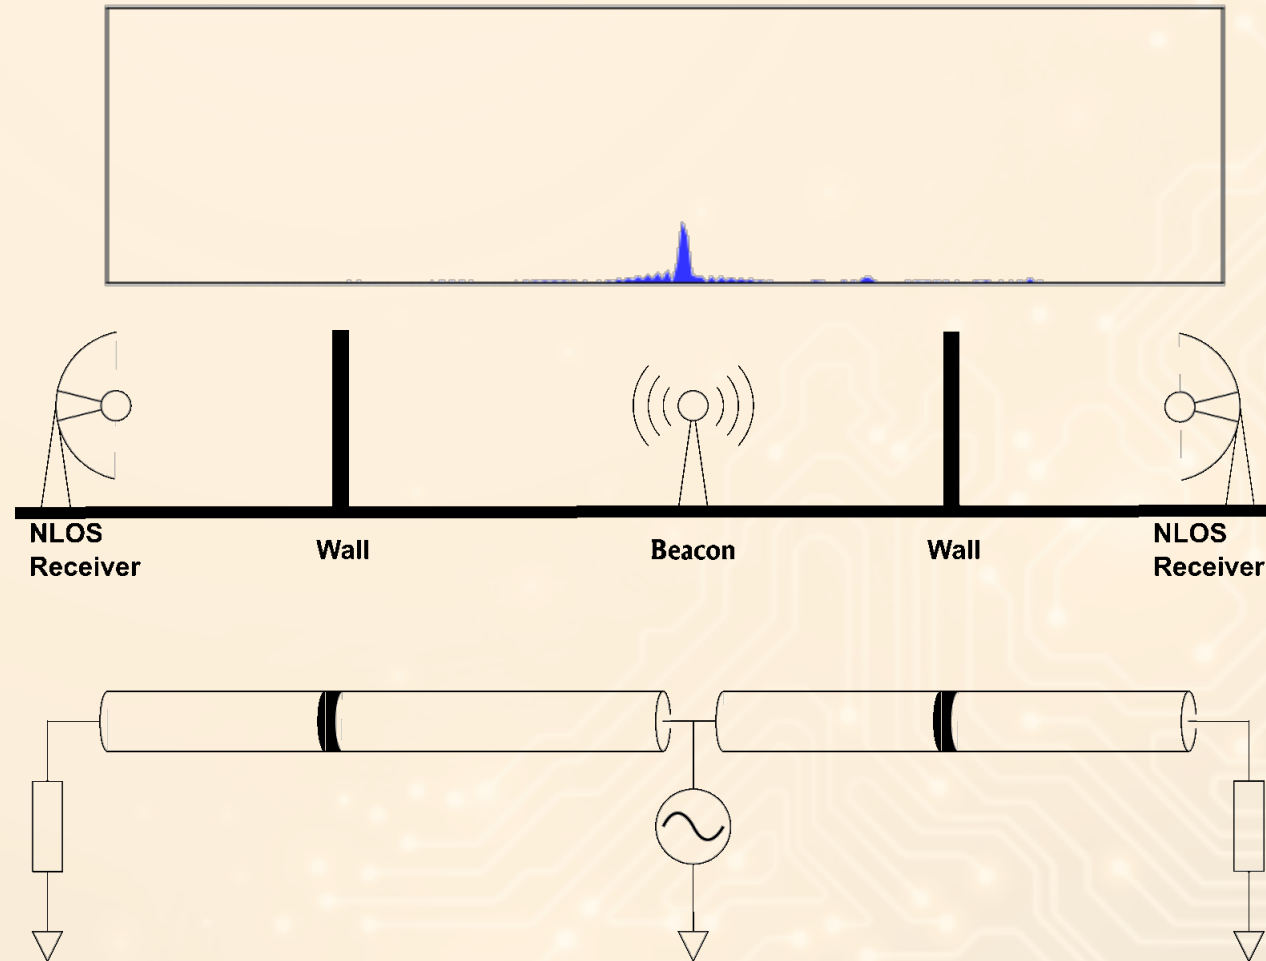 NLOS
Receiver
Wall
Beacon
Wall
NLOS
Receiver